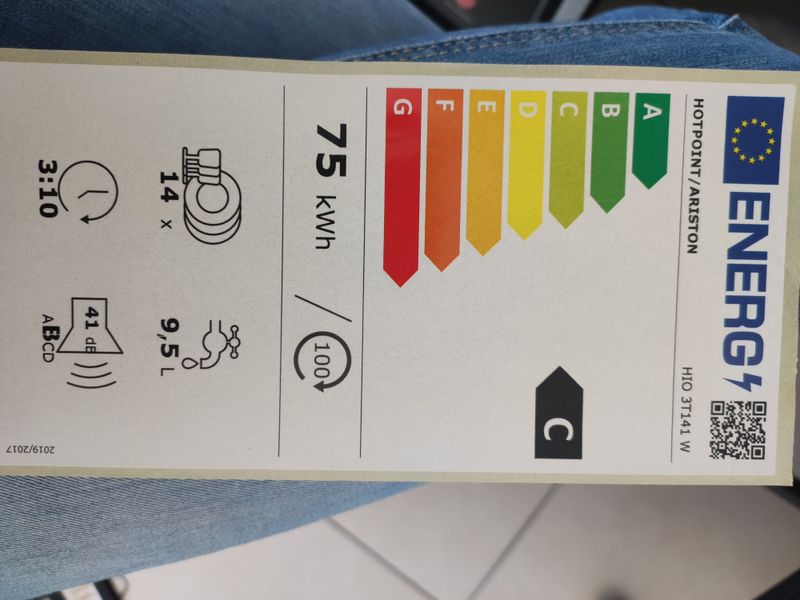 ENERG
HOTPOINT/ARISTON
HIO 3T141 W
A
B
C
D
E
F
G
C
75 kWh / 100
14 x
9,5 L
3:10
41 dB
ABCD
2019/2017